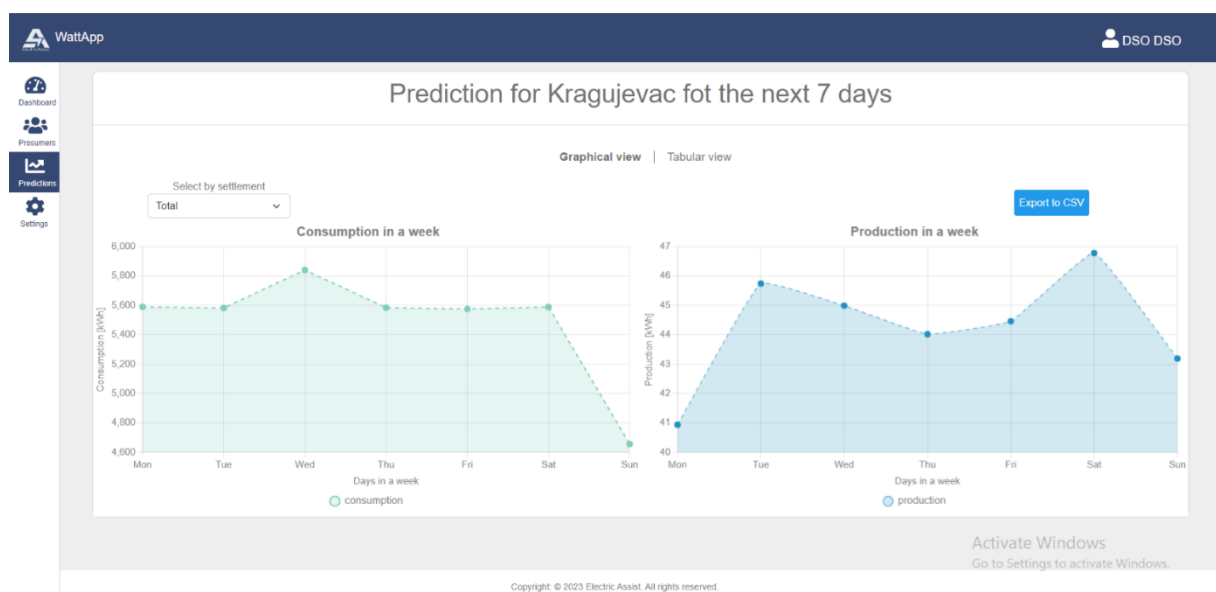 WattApp
DSO DSO
Dashboard
Prosumers
Predictions
Settings
Prediction for Kragujevac fot the next 7 days
Graphical view | Tabular view
Select by settlement
Total
Export to CSV
Consumption in a week
6,000
5,800
5,600
5,400
5,200
5,000
4,800
4,600
Consumption [kWh]
Mon Tue Wed Thu Fri Sat Sun
Days in a week
consumption
Production in a week
47
46
45
44
43
42
41
40
Production [kWh]
Mon Tue Wed Thu Fri Sat Sun
Days in a week
production
Activate Windows
Go to Settings to activate Windows.
Copyright: © 2023 Electric Assist. All rights reserved.